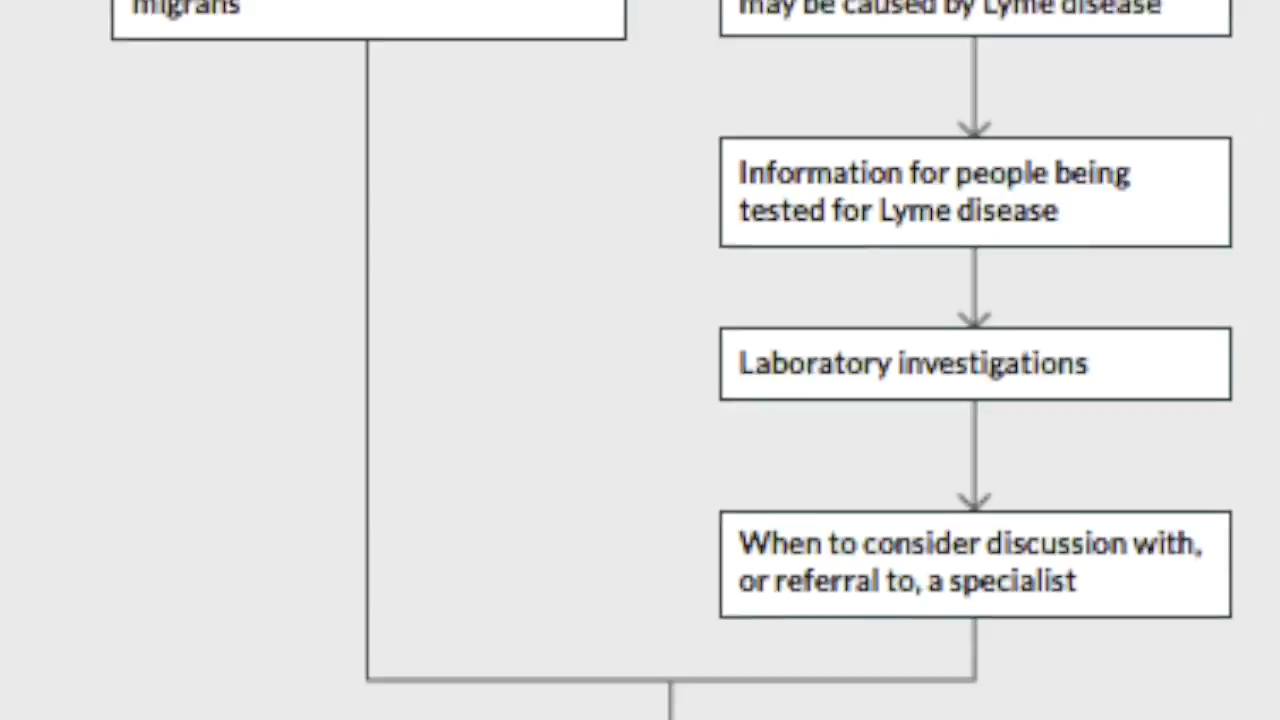 migrans
may be caused by Lyme disease
Information for people being
tested for Lyme disease
Laboratory investigations
When to consider discussion with,
or referral to, a specialist